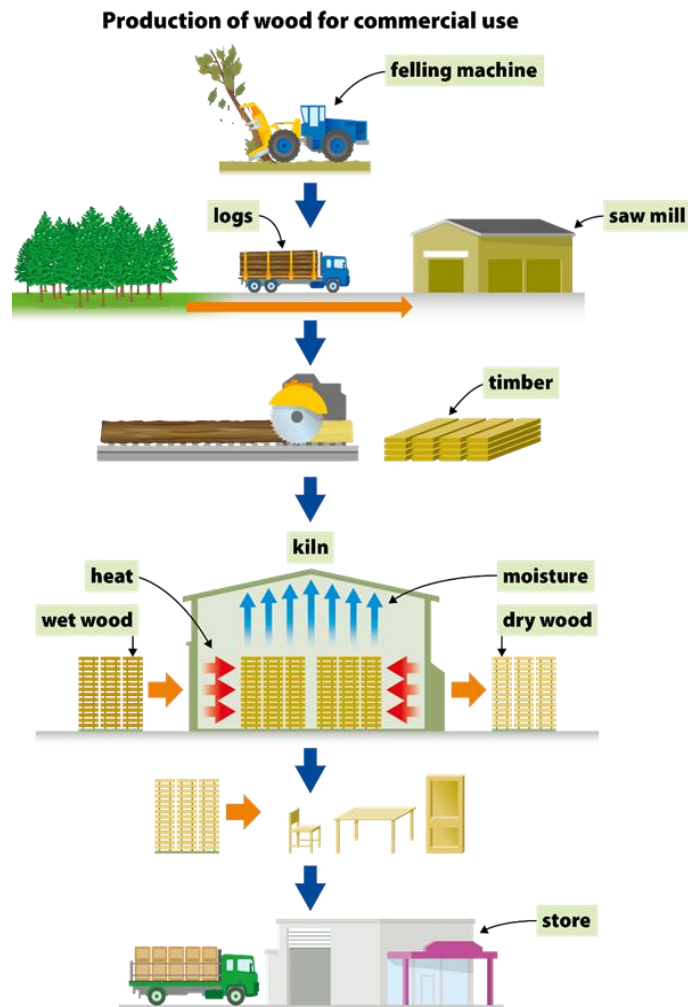 Production of wood for commercial use
felling machine
logs
saw mill
timber
kiln
heat
moisture
wet wood
dry wood
store